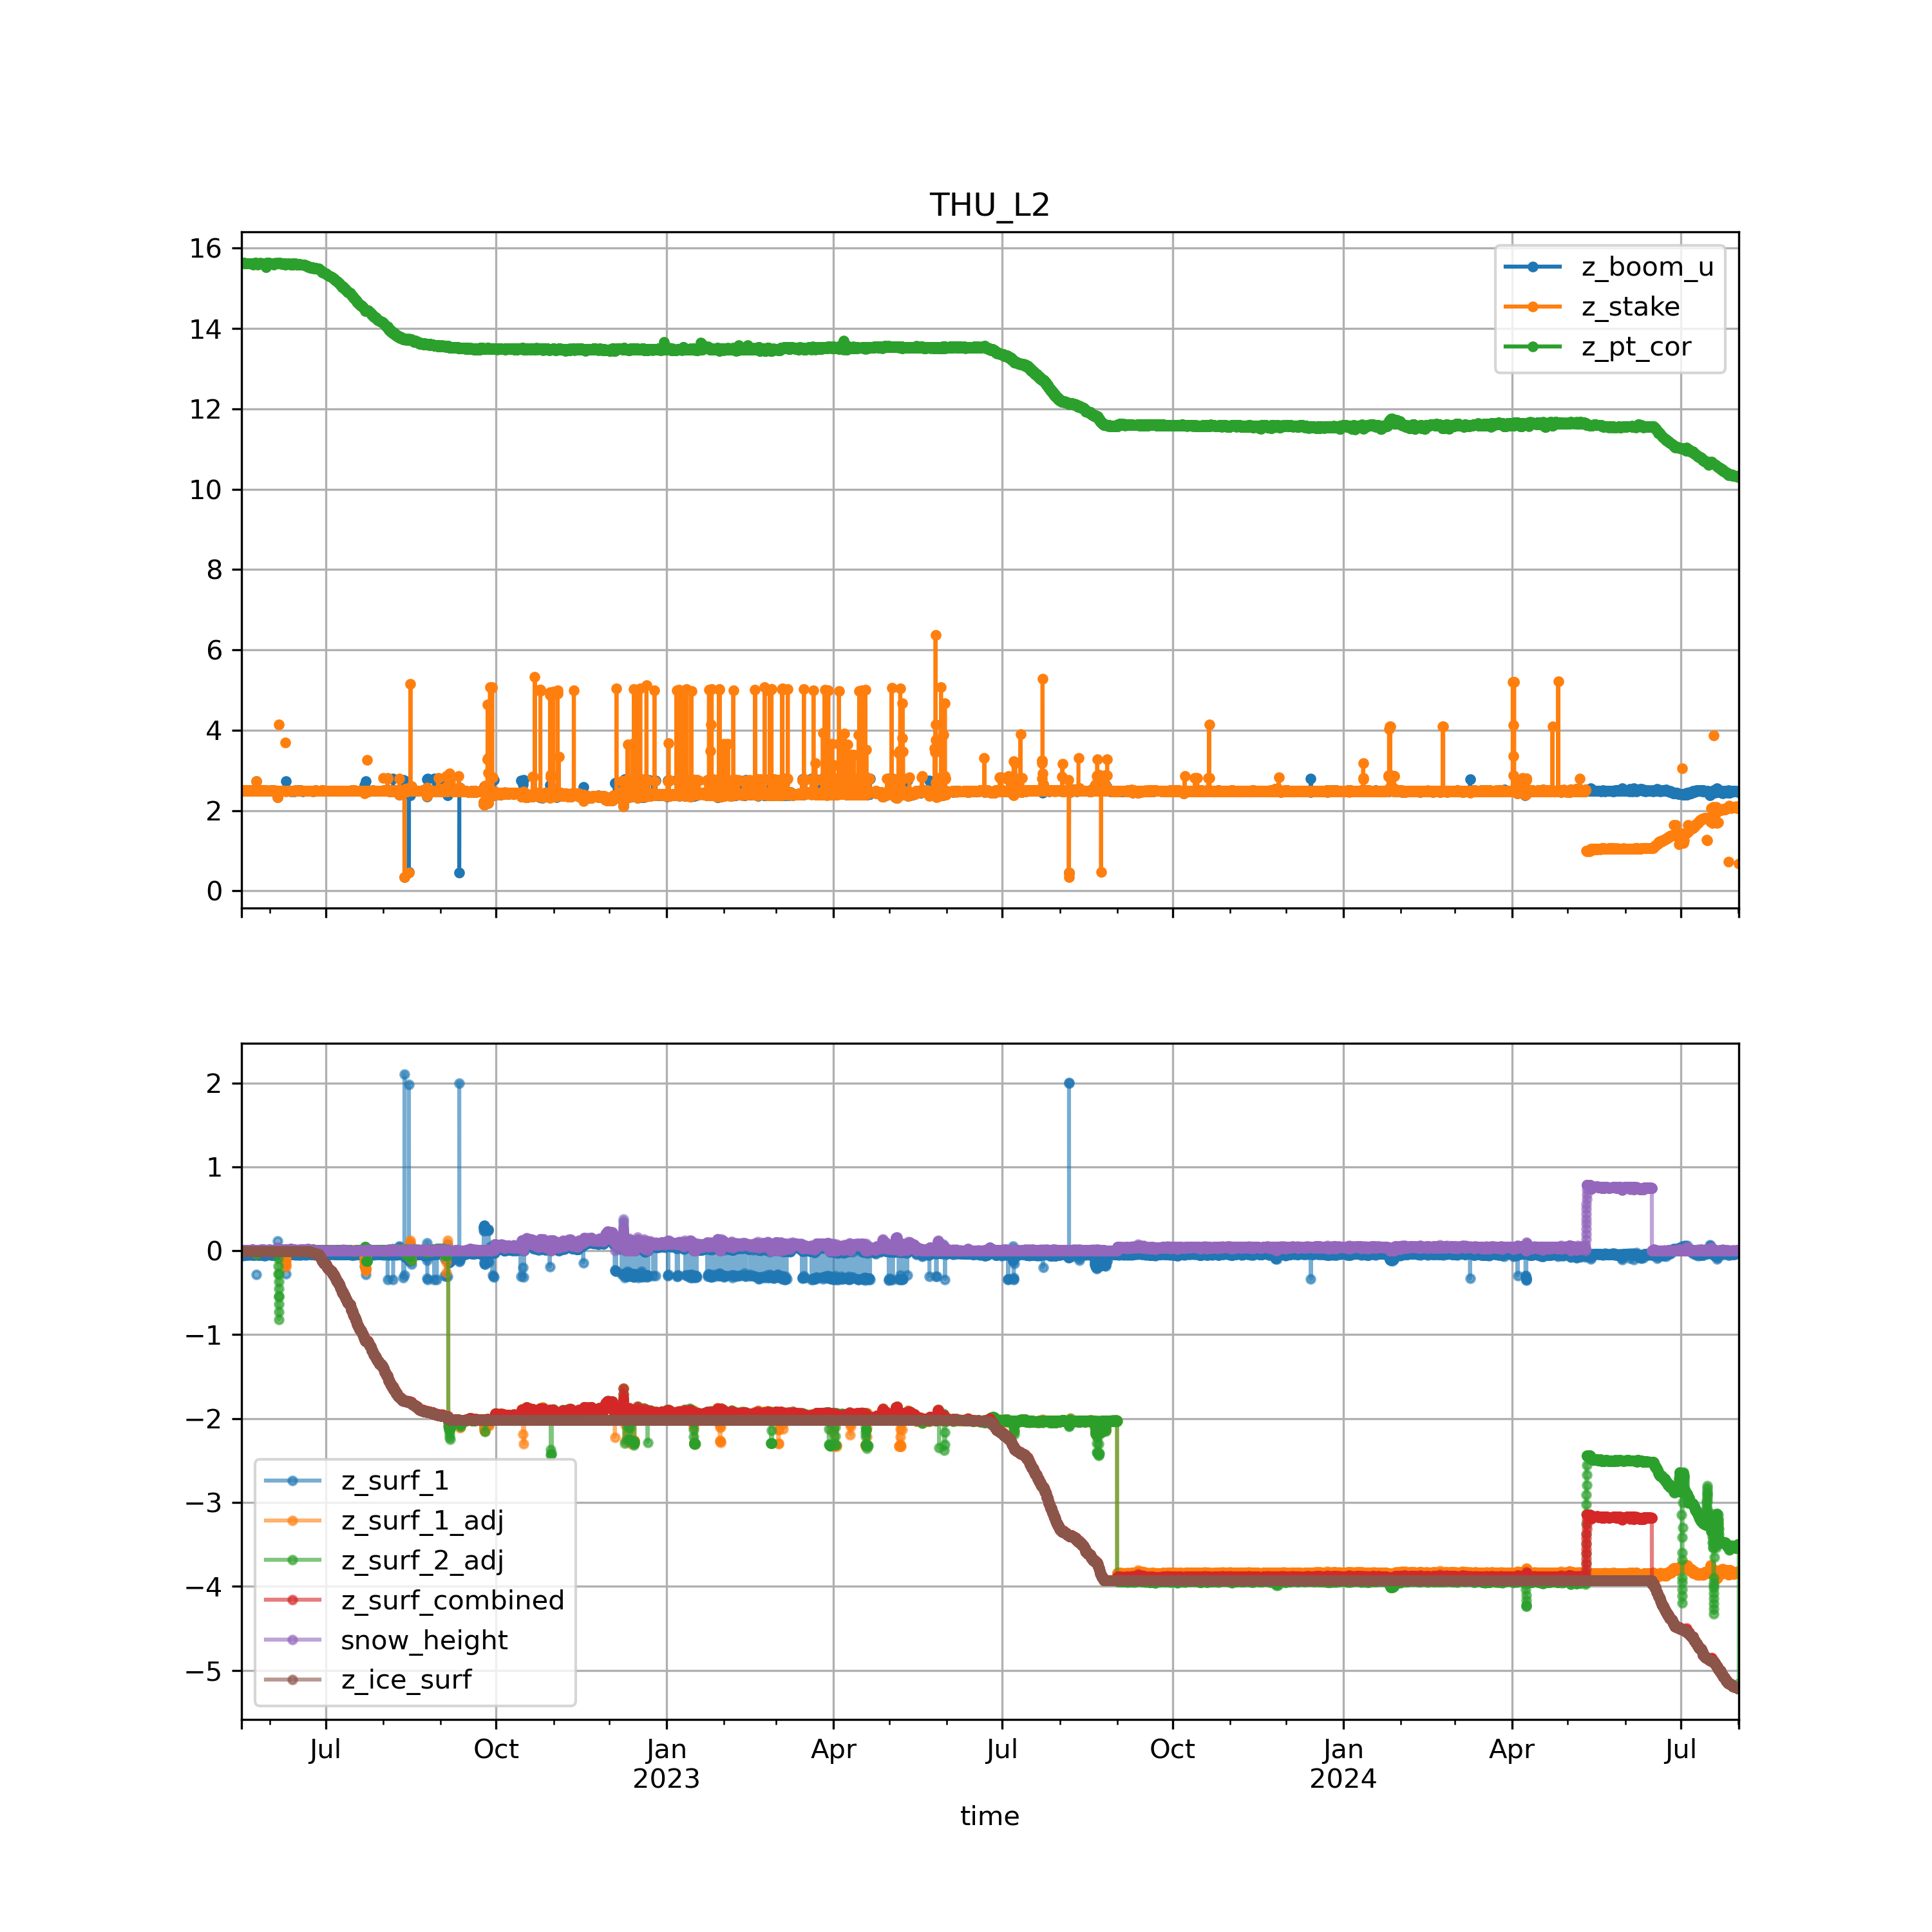 THU_L2
16
14
12
10
8
6
4
2
0
z_boom_u
z_stake
z_pt_cor
2
1
0
−1
−2
−3
−4
−5
z_surf_1
z_surf_1_adj
z_surf_2_adj
z_surf_combined
snow_height
z_ice_surf
Jul Oct Jan Apr Jul Oct Jan Apr Jul
2023 2024
time